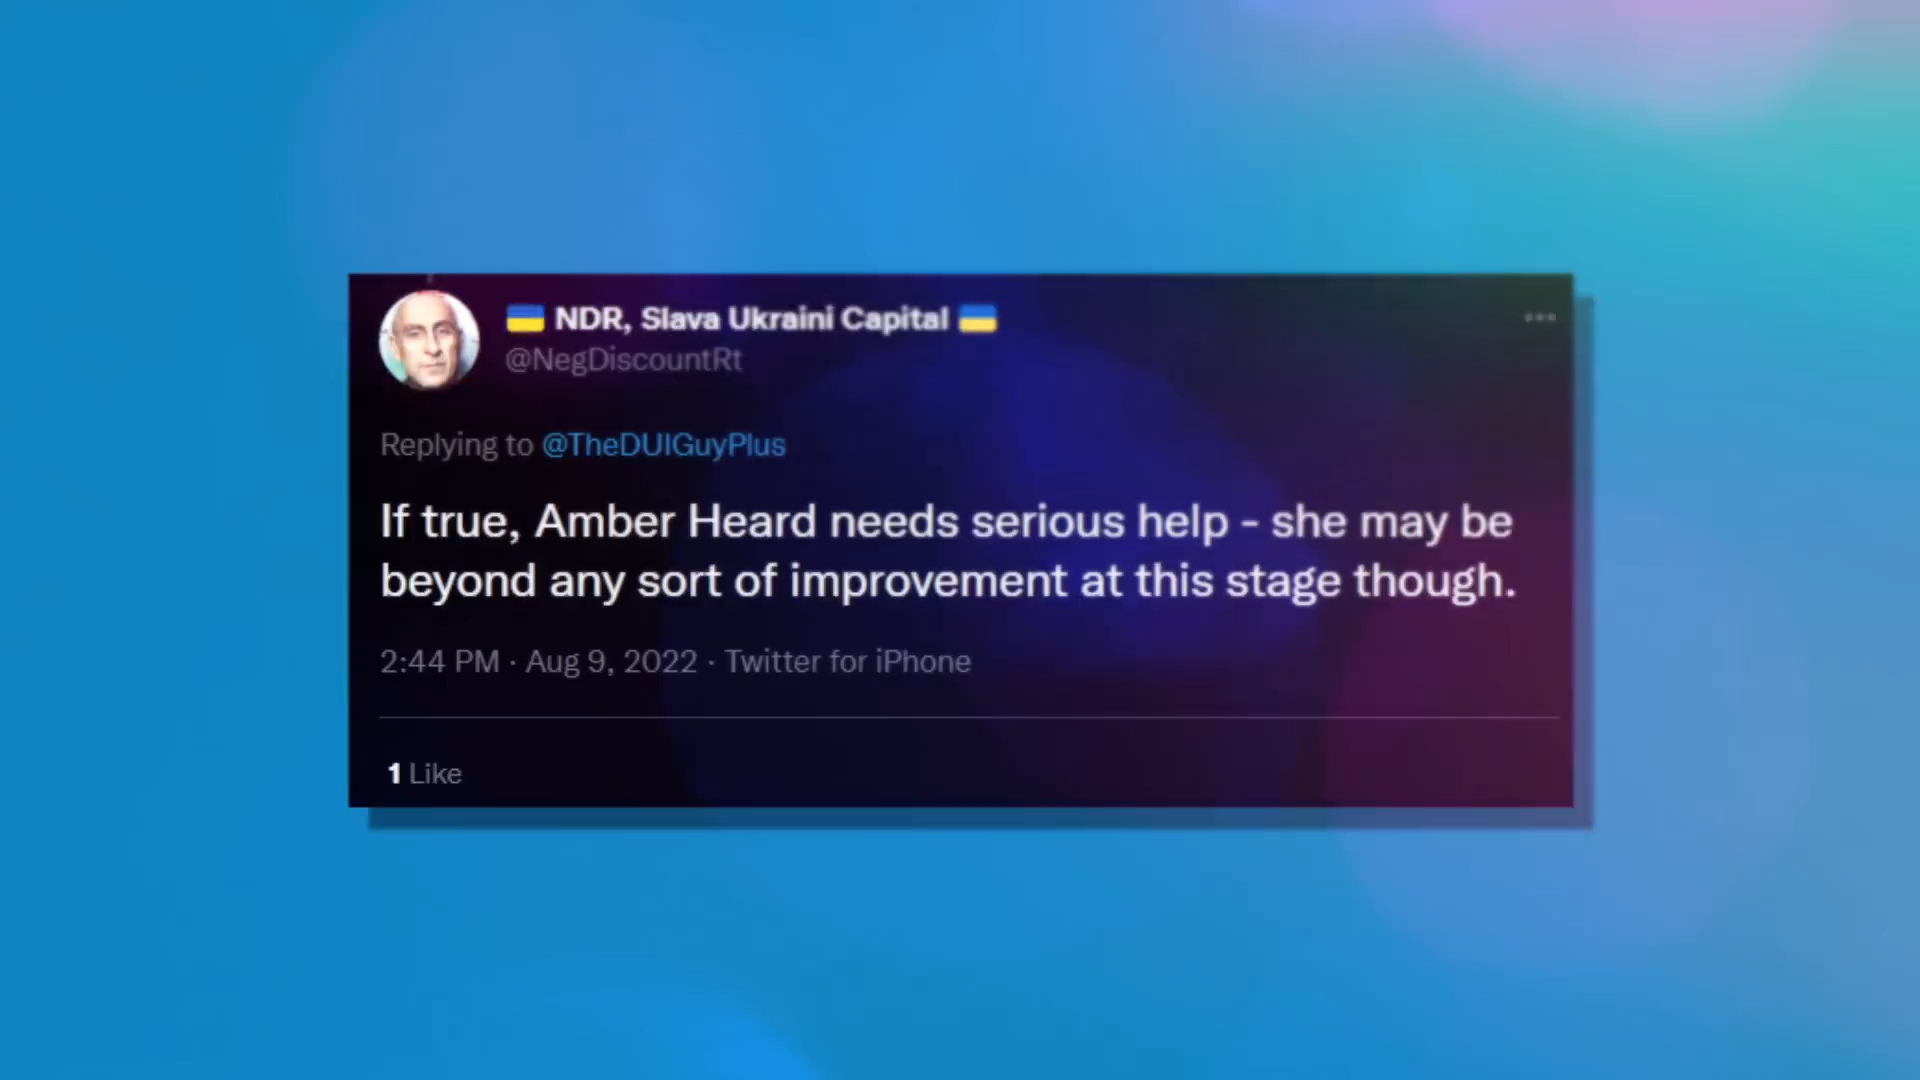 🇺🇦 NDR, Slava Ukraini Capital 🇺🇦
@NegDiscountRt
Replying to @TheDUIGuyPlus
If true, Amber Heard needs serious help - she may be
beyond any sort of improvement at this stage though.
2:44 PM · Aug 9, 2022 · Twitter for iPhone
1 Like